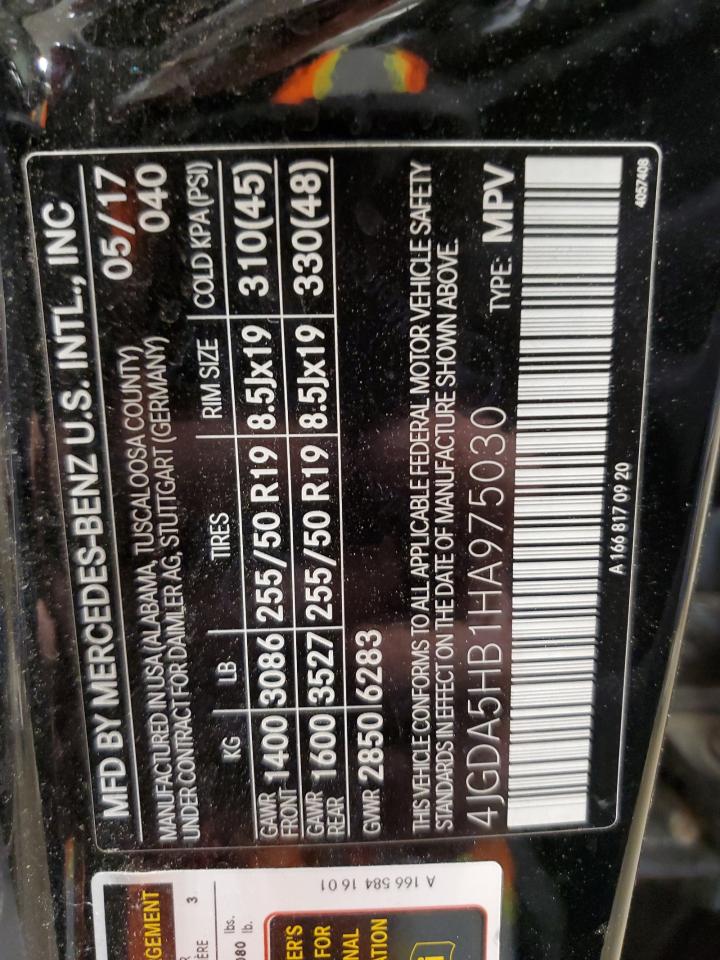 MFD BY MERCEDES-BENZ U.S. INTL., INC
MANUFACTURED IN USA (ALABAMA, TUSCALOOSA COUNTY) 05/17
UNDER CONTRACT FOR DAIMLER AG, STUTTGART (GERMANY) 040
KG LB TIRES RIM SIZE COLD KPA (PSI)
GAWR FRONT 1400 3086 255/50 R19 8.5Jx19 310(45)
GAWR REAR 1600 3527 255/50 R19 8.5Jx19 330(48)
GVWR 2850 6283
THIS VEHICLE CONFORMS TO ALL APPLICABLE FEDERAL MOTOR VEHICLE SAFETY
STANDARDS IN EFFECT ON THE DATE OF MANUFACTURE SHOWN ABOVE.
4JGDA5HB1HA975030 TYPE: MPV
A 166 817 09 20
4057408
A 166 584 16 01
GEMENT
ÈRE 3
lbs.
080 lb.
ER'S
FOR
NAL
ATION
i